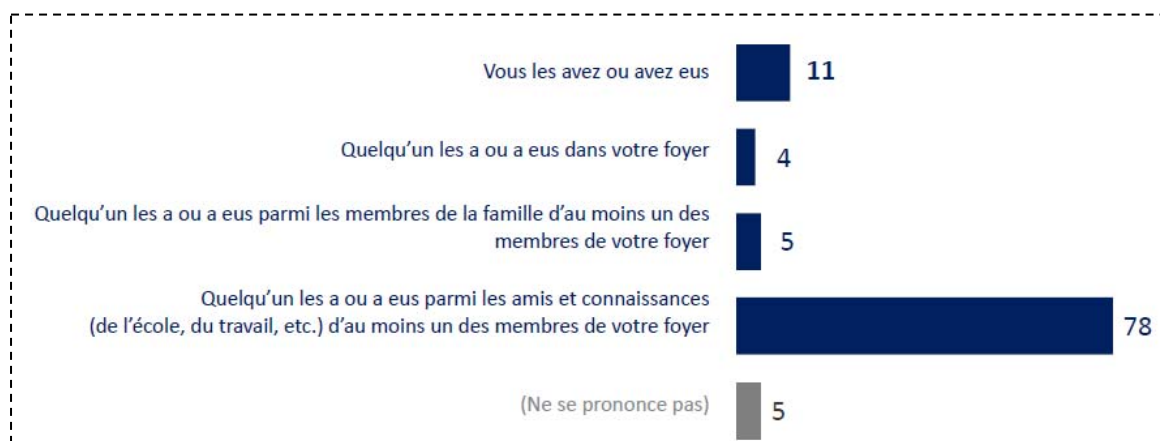 Vous les avez ou avez eus
11
Quelqu’un les a ou a eus dans votre foyer
4
Quelqu’un les a ou a eus parmi les membres de la famille d’au moins un des
membres de votre foyer
5
Quelqu’un les a ou a eus parmi les amis et connaissances
(de l’école, du travail, etc.) d’au moins un des membres de votre foyer
78
(Ne se prononce pas)
5